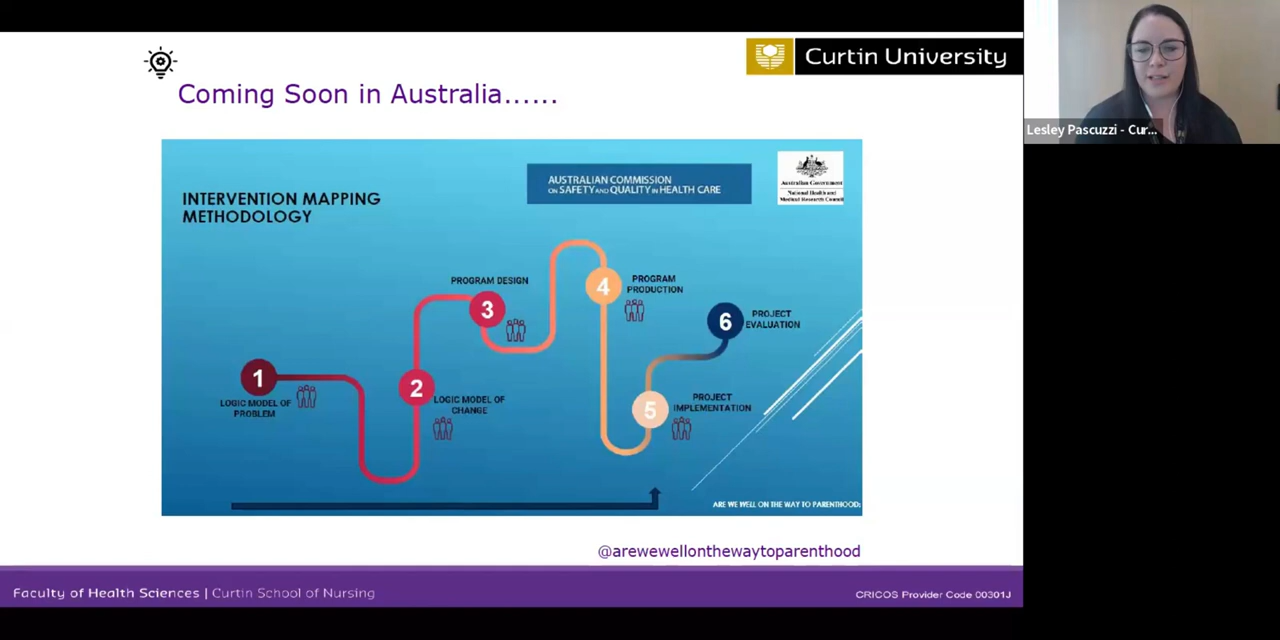 Curtin University
Coming Soon in Australia......
INTERVENTION MAPPING
METHODOLOGY
AUSTRALIAN COMMISSION
ON SAFETY AND QUALITY IN HEALTH CARE
Australian Government
National Health and
Medical Research Council
1
LOGIC MODEL OF
PROBLEM
2
LOGIC MODEL OF
CHANGE
PROGRAM DESIGN
3
4
PROGRAM
PRODUCTION
5
PROJECT
IMPLEMENTATION
6
PROJECT
EVALUATION
ARE WE WELL ON THE WAY TO PARENTHOOD:
@arewewellonthewaytoparenthood
Faculty of Health Sciences | Curtin School of Nursing
CRICOS Provider Code 00301J
Lesley Pascuzzi - Cur...